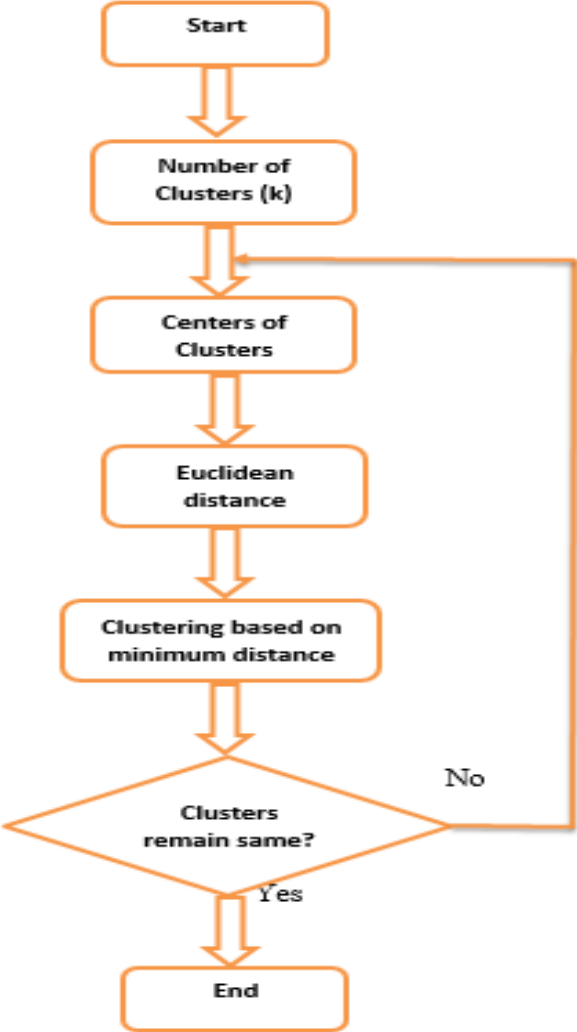 Start
Number of
Clusters (k)
Centers of
Clusters
Euclidean
distance
Clustering based on
minimum distance
No
Clusters
remain same?
Yes
End